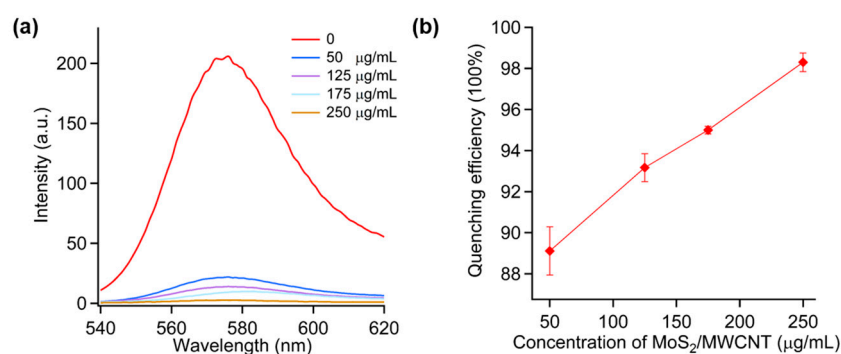 (a)
Intensity (a.u.)
200
150
100
50
0
540
560
580
600
620
Wavelength (nm)
0
50 μg/mL
125 μg/mL
175 μg/mL
250 μg/mL
(b)
Quenching efficiency (100%)
100
98
96
94
92
90
88
50
100
150
200
250
Concentration of MoS₂/MWCNT (μg/mL)